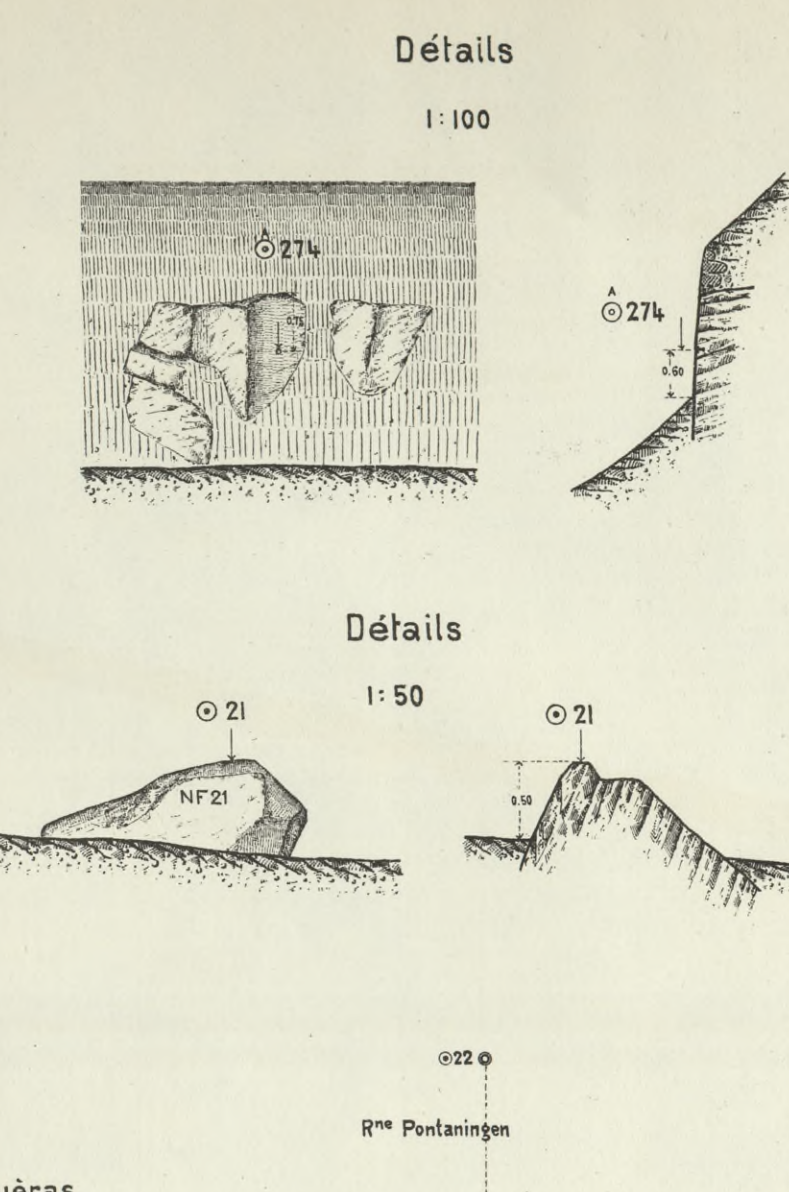 Détails
1:100
A
⊙ 274
0.75
A
⊙ 274
0.60
Détails
1:50
⊙ 21
⊙ 21
NF21
0.50
⊙22
Rne Pontaningen